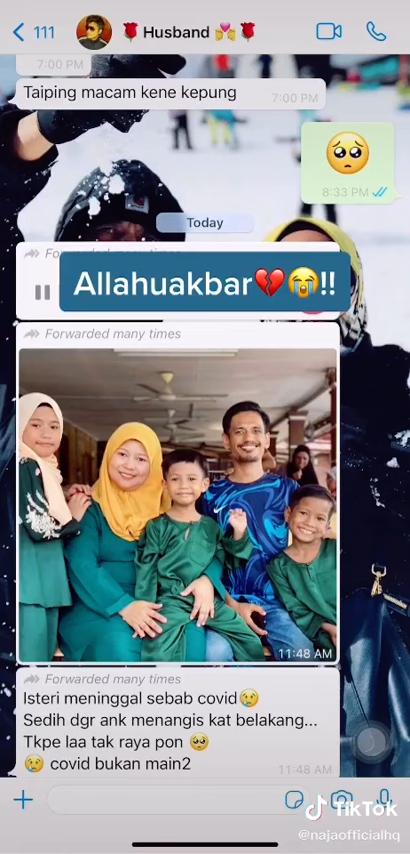 111
🌹 Husband 💏 🌹
7:00 PM
Taiping macam kene kepung
7:00 PM
🥺
8:33 PM
Today
Allahuakbar💔😭!!
Forwarded many times
11:48 AM
Forwarded many times
Isteri meninggal sebab covid😢
Sedih dgr ank menangis kat belakang...
Tkpe laa tak raya pon 🥺
😢 covid bukan main2
11:48 AM
TikTok
@najaofficialhq